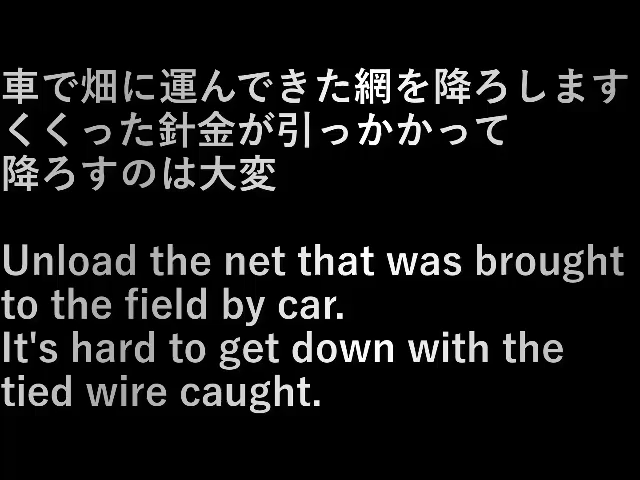 車で畑に運んできた網を降ろします
くくった針金が引っかかって
降ろすのは大変
Unload the net that was brought
to the field by car.
It's hard to get down with the
tied wire caught.